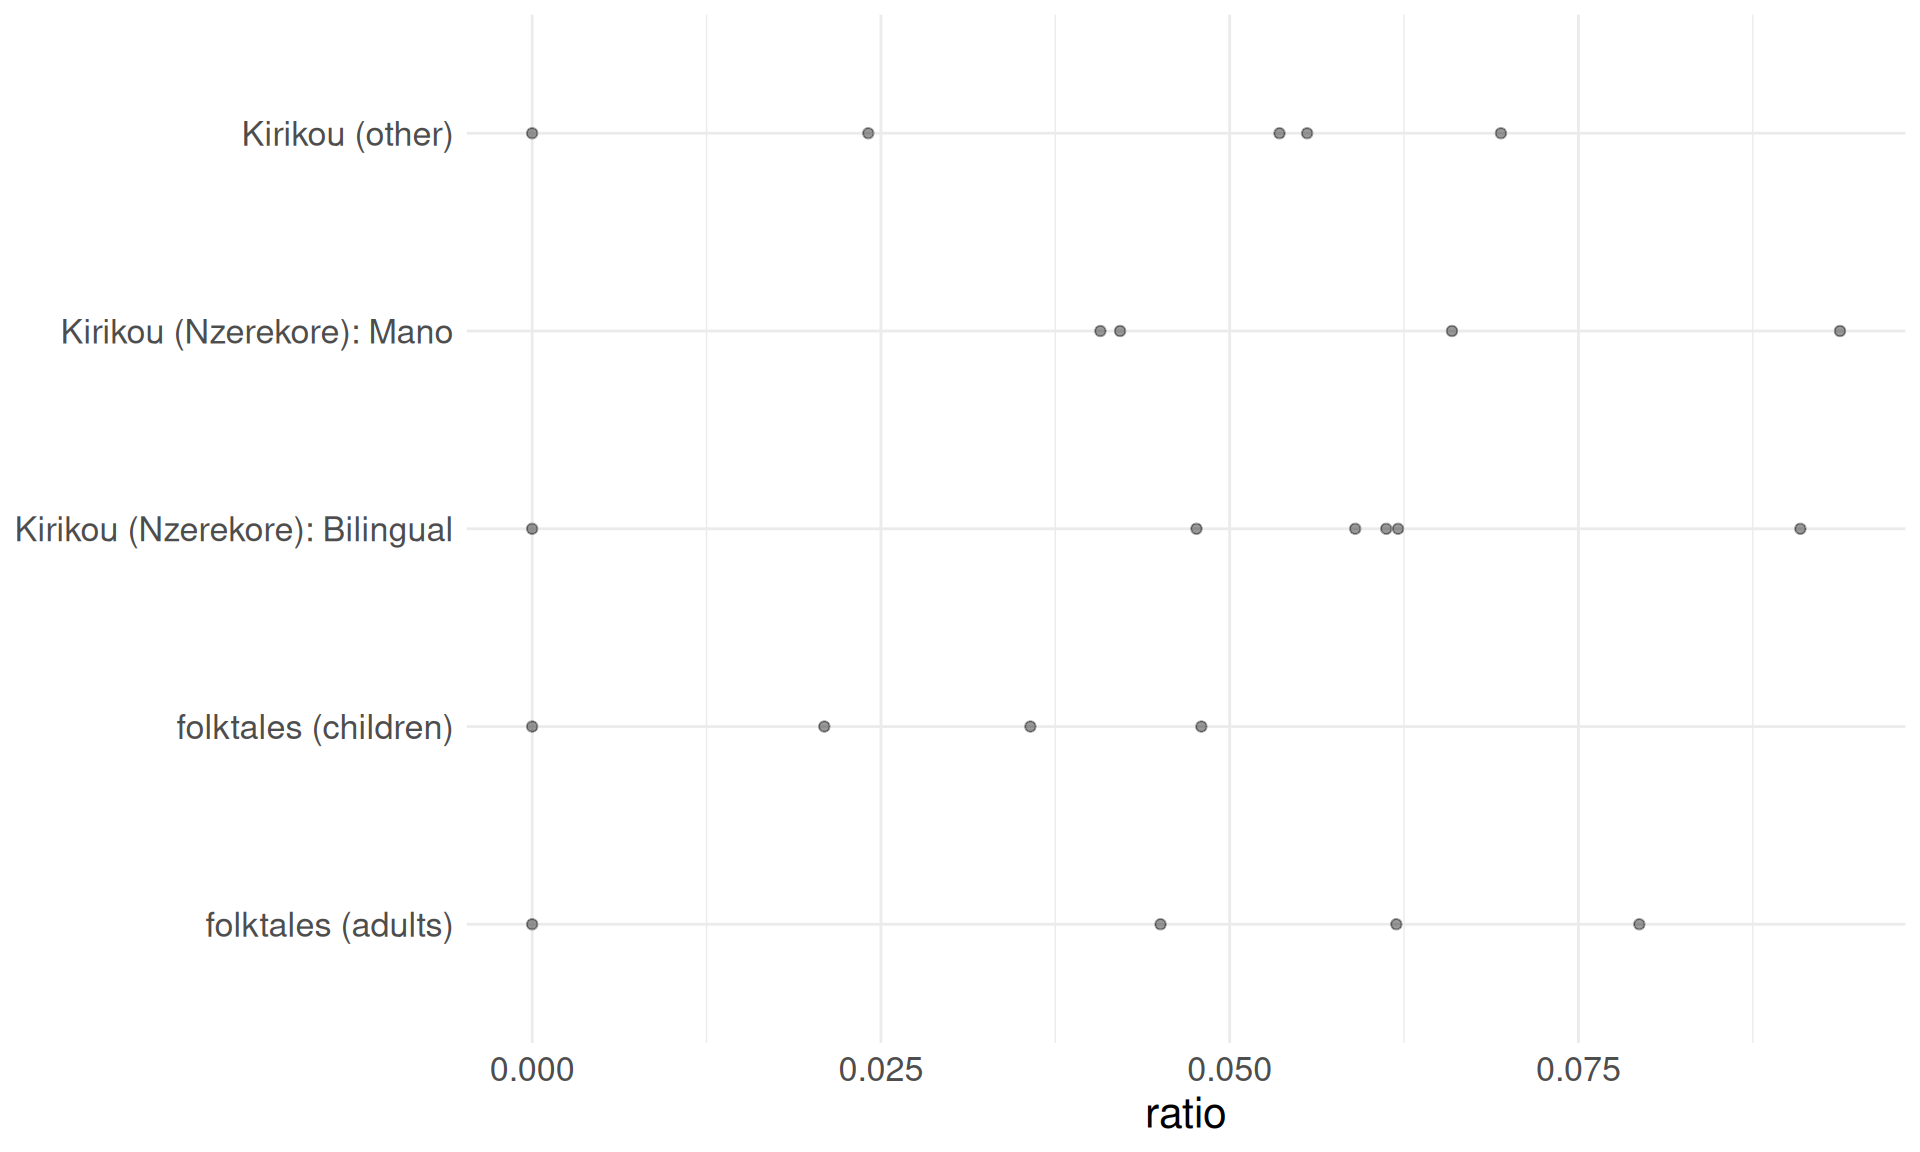 Kirikou (other)
Kirikou (Nzerekore): Mano
Kirikou (Nzerekore): Bilingual
folktales (children)
folktales (adults)
0.000 0.025 0.050 0.075
ratio